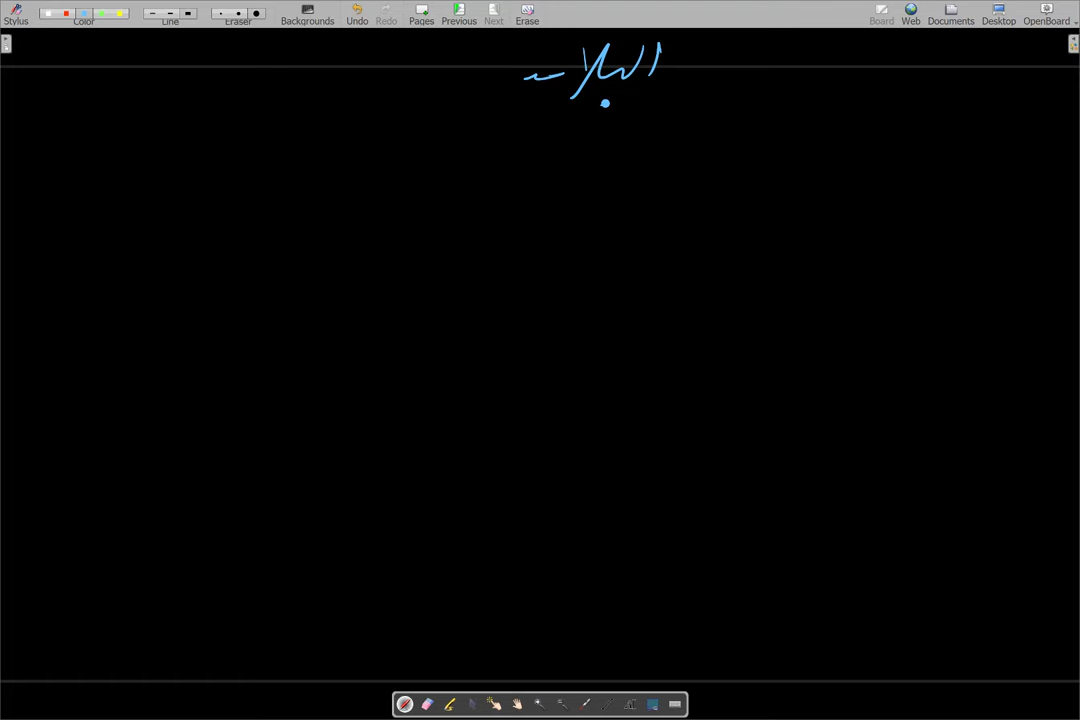 Stylus
Color
Line
Eraser
Backgrounds
Undo
Redo
Pages
Previous
Next
Erase
Board
Web
Documents
Desktop
OpenBoard